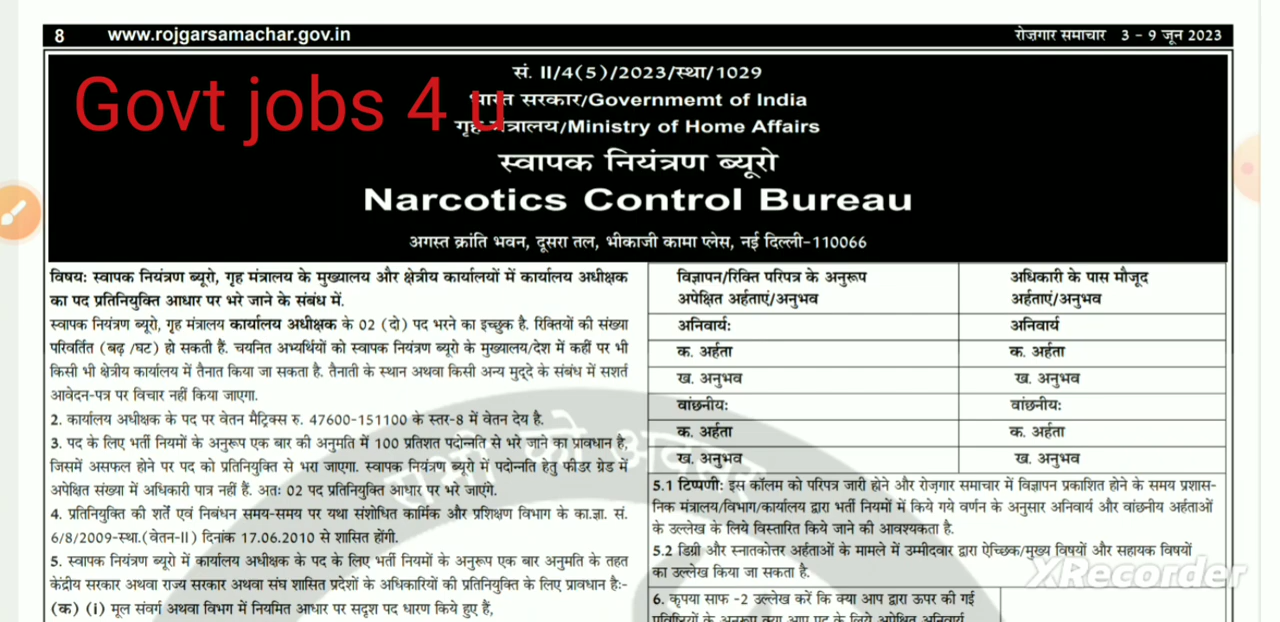 8 www.rojgarsamachar.gov.in रोज़गार समाचार 3 - 9 जून 2023
Govt jobs 4 u
सं. II/4(5)/2023/स्था/1029
भारत सरकार/Governmemt of India
गृह मंत्रालय/Ministry of Home Affairs
स्वापक नियंत्रण ब्यूरो
Narcotics Control Bureau
अगस्त क्रांति भवन, दूसरा तल, भीकाजी कामा प्लेस, नई दिल्ली-110066
विषय: स्वापक नियंत्रण ब्यूरो, गृह मंत्रालय के मुख्यालय और क्षेत्रीय कार्यालयों में कार्यालय अधीक्षक
का पद प्रतिनियुक्ति आधार पर भरे जाने के संबंध में.
स्वापक नियंत्रण ब्यूरो, गृह मंत्रालय कार्यालय अधीक्षक के 02 (दो) पद भरने का इच्छुक है. रिक्तियों की संख्या
परिवर्तित (बढ़ /घट) हो सकती हैं. चयनित अभ्यर्थियों को स्वापक नियंत्रण ब्यूरो के मुख्यालय/देश में कहीं पर भी
किसी भी क्षेत्रीय कार्यालय में तैनात किया जा सकता है. तैनाती के स्थान अथवा किसी अन्य मुद्दे के संबंध में सशर्त
आवेदन-पत्र पर विचार नहीं किया जाएगा.
2. कार्यालय अधीक्षक के पद पर वेतन मैट्रिक्स रु. 47600-151100 के स्तर-8 में वेतन देय है.
3. पद के लिए भर्ती नियमों के अनुरूप एक बार की अनुमति में 100 प्रतिशत पदोन्नति से भरे जाने का प्रावधान है,
जिसमें असफल होने पर पद को प्रतिनियुक्ति से भरा जाएगा. स्वापक नियंत्रण ब्यूरो में पदोन्नति हेतु फीडर ग्रेड में
अपेक्षित संख्या में अधिकारी पात्र नहीं हैं. अतः 02 पद प्रतिनियुक्ति आधार पर भरे जाएंगे.
4. प्रतिनियुक्ति की शर्तें एवं निबंधन समय-समय पर यथा संशोधित कार्मिक और प्रशिक्षण विभाग के का.ज्ञा. सं.
6/8/2009-स्था.(वेतन-II) दिनांक 17.06.2010 से शासित होंगी.
5. स्वापक नियंत्रण ब्यूरो में कार्यालय अधीक्षक के पद के लिए भर्ती नियमों के अनुरूप एक बार अनुमति के तहत
केंद्रीय सरकार अथवा राज्य सरकार अथवा संघ शासित प्रदेशों के अधिकारियों की प्रतिनियुक्ति के लिए प्रावधान है:-
(क) (i) मूल संवर्ग अथवा विभाग में नियमित आधार पर सदृश पद धारण किये हुए हैं,
विज्ञापन/रिक्ति परिपत्र के अनुरूप अधिकारी के पास मौजूद
अपेक्षित अर्हताएं/अनुभव अर्हताएं/अनुभव
अनिवार्य: अनिवार्य
क. अर्हता क. अर्हता
ख. अनुभव ख. अनुभव
वांछनीय: वांछनीय:
क. अर्हता क. अर्हता
ख. अनुभव ख. अनुभव
5.1 टिप्पणी: इस कॉलम को परिपत्र जारी होने और रोज़गार समाचार में विज्ञापन प्रकाशित होने के समय प्रशास-
निक मंत्रालय/विभाग/कार्यालय द्वारा भर्ती नियमों में किये गये वर्णन के अनुसार अनिवार्य और वांछनीय अर्हताओं
के उल्लेख के लिये विस्तारित किये जाने की आवश्यकता है.
5.2 डिग्री और स्नातकोत्तर अर्हताओं के मामले में उम्मीदवार द्वारा ऐच्छिक/मुख्य विषयों और सहायक विषयों
का उल्लेख किया जा सकता है.
6. कृपया साफ -2 उल्लेख करें कि क्या आप द्वारा ऊपर की गई
प्रविष्टियों के अनुरूप क्या आप पद के लिये अपेक्षित अनिवार्य
सभी को अवसर
XRecorder